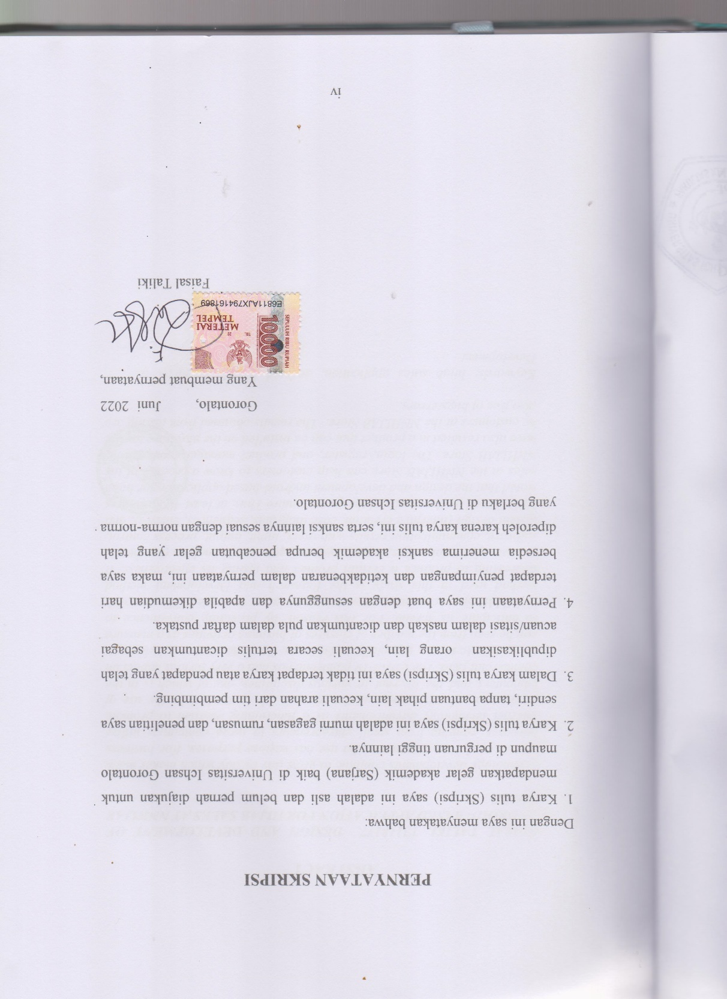 PERNYATAAN SKRIPSI
Dengan ini saya menyatakan bahwa:
1. Karya tulis (Skripsi) saya ini adalah asli dan belum pernah diajukan untuk
mendapatkan gelar akademik (Sarjana) baik di Universitas Ichsan Gorontalo
maupun di perguruan tinggi lainnya.
2. Karya tulis (Skripsi) saya ini adalah murni gagasan, rumusan, dan penelitian saya
sendiri, tanpa bantuan pihak lain, kecuali arahan dari tim pembimbing.
3. Dalam karya tulis (Skripsi) saya ini tidak terdapat karya atau pendapat yang telah
dipublikasikan orang lain, kecuali secara tertulis dicantumkan sebagai
acuan/sitasi dalam naskah dan dicantumkan pula dalam daftar pustaka.
4. Pernyataan ini saya buat dengan sesungguhnya dan apabila dikemudian hari
terdapat penyimpangan dan ketidakbenaran dalam pernyataan ini, maka saya
bersedia menerima sanksi akademik berupa pencabutan gelar yang telah
diperoleh karena karya tulis ini, serta sanksi lainnya sesuai dengan norma-norma
yang berlaku di Universitas Ichsan Gorontalo.
Gorontalo, Juni 2022
Yang membuat pernyataan,
SEPULUH RIBU RUPIAH
10000
TGL. 20
METERAI
TEMPEL
E6811AJX794161869
Faisal Taliki
iv